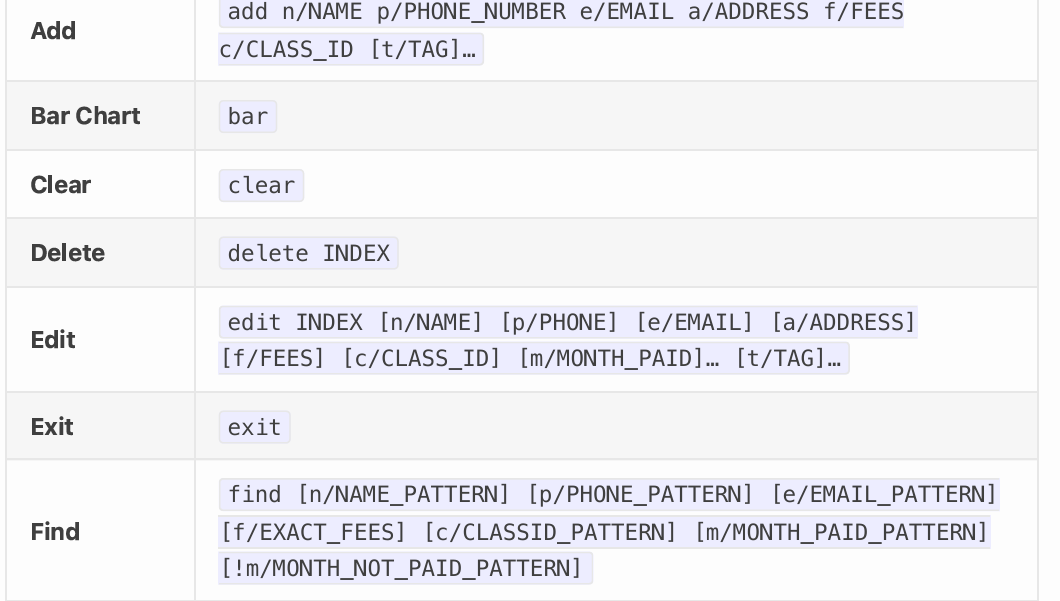 Add
add n/NAME p/PHONE_NUMBER e/EMAIL a/ADDRESS f/FEES
c/CLASS_ID [t/TAG]…
Bar Chart
bar
Clear
clear
Delete
delete INDEX
Edit
edit INDEX [n/NAME] [p/PHONE] [e/EMAIL] [a/ADDRESS]
[f/FEES] [c/CLASS_ID] [m/MONTH_PAID]… [t/TAG]…
Exit
exit
Find
find [n/NAME_PATTERN] [p/PHONE_PATTERN] [e/EMAIL_PATTERN]
[f/EXACT_FEES] [c/CLASSID_PATTERN] [m/MONTH_PAID_PATTERN]
[!m/MONTH_NOT_PAID_PATTERN]